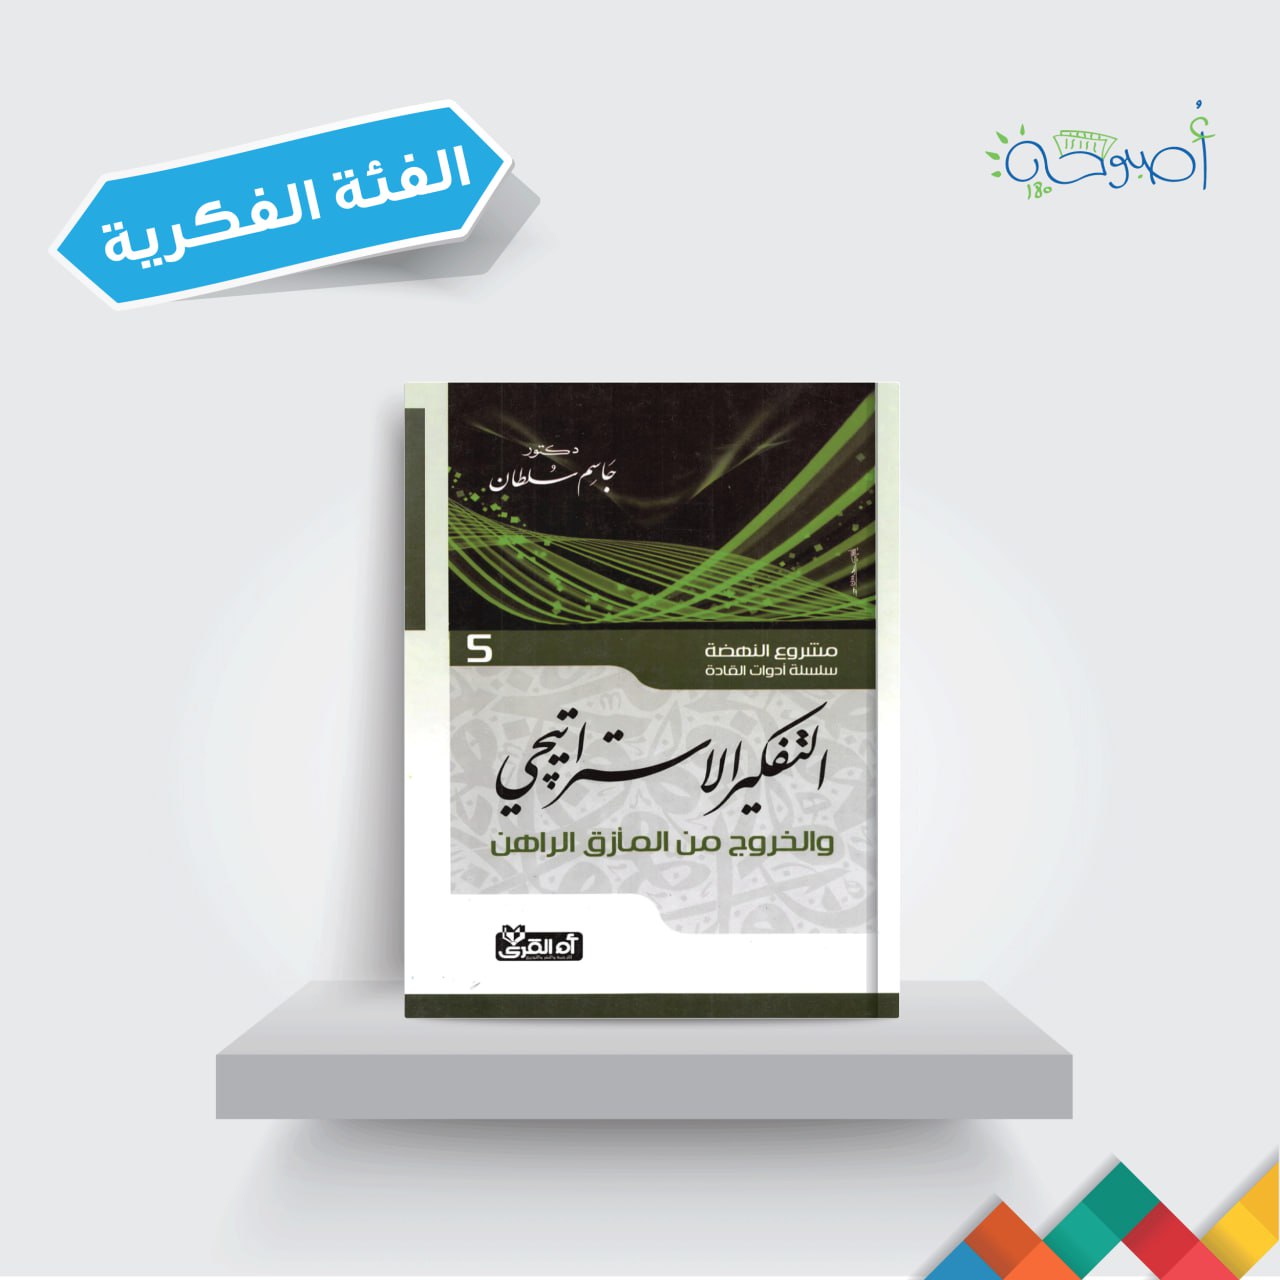 أصبوحة
180
الفئة الفكرية
دكتور
جاسم سلطان
مشروع النهضة
سلسلة أدوات القادة
5
التفكير الاستراتيجي
والخروج من المأزق الراهن
أم القرى